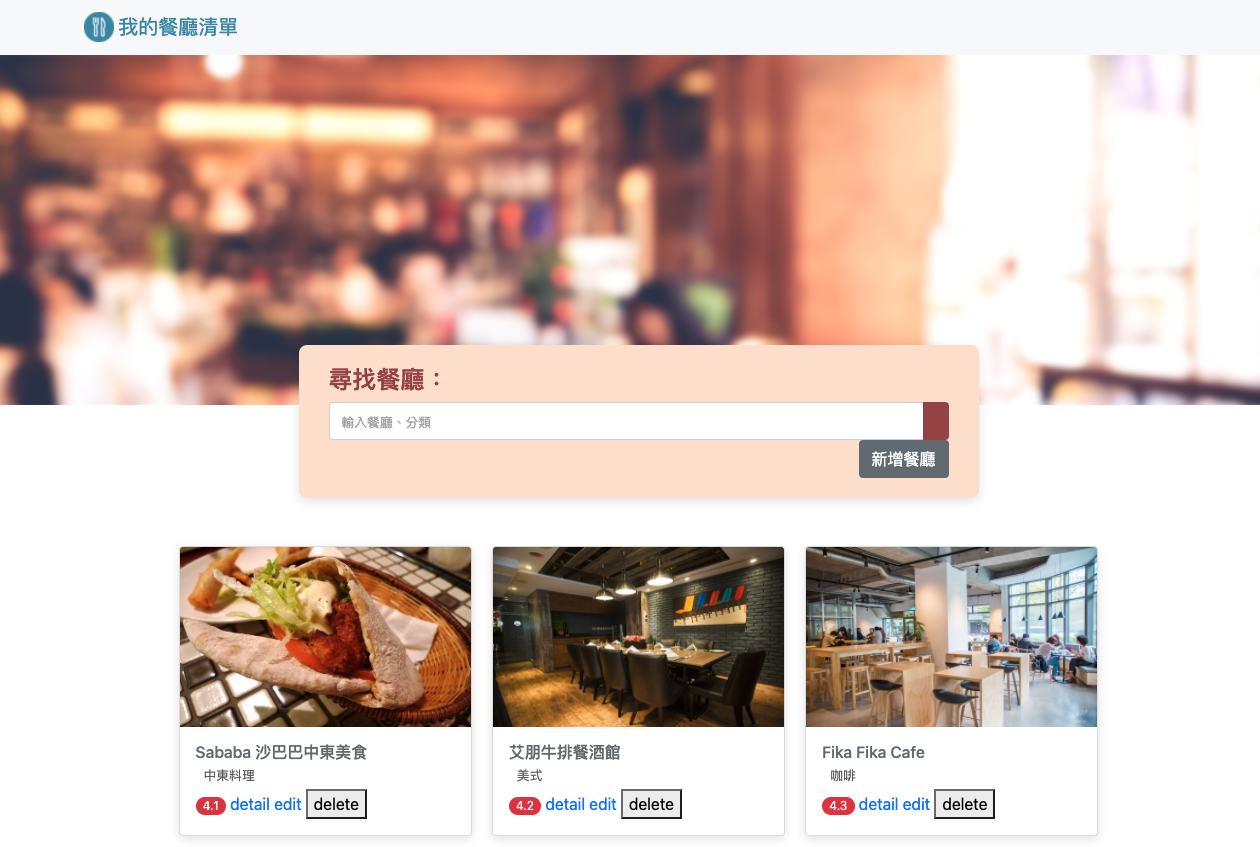 我的餐廳清單
尋找餐廳：
輸入餐廳、分類
新增餐廳
Sababa 沙巴巴中東美食
中東料理
4.1 detail edit delete
艾朋牛排餐酒館
美式
4.2 detail edit delete
Fika Fika Cafe
咖啡
4.3 detail edit delete